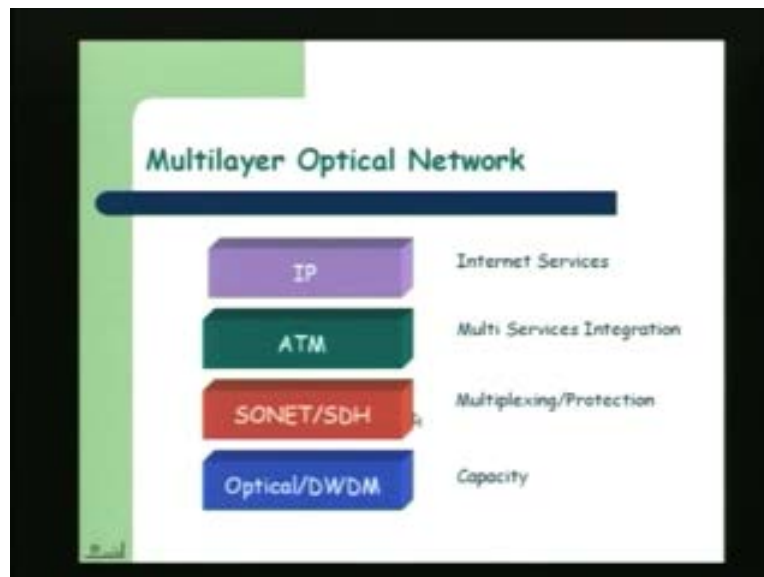 Multilayer Optical Network
IP
Internet Services
ATM
Multi Services Integration
SONET/SDH
Multiplexing/Protection
Optical/DWDM
Capacity